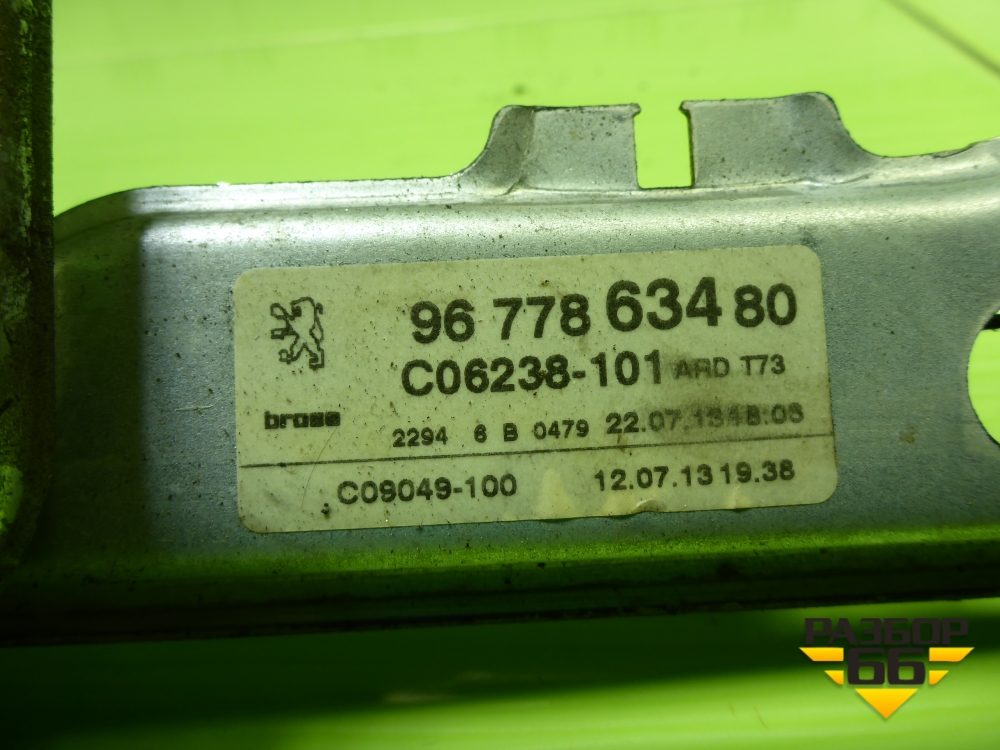 96 778 634 80
C06238-101 ARD T73
brose
2294 6 B 0479 22.07.13 18:06
C09049-100 12.07.13 19.38
РАЗБОР
66